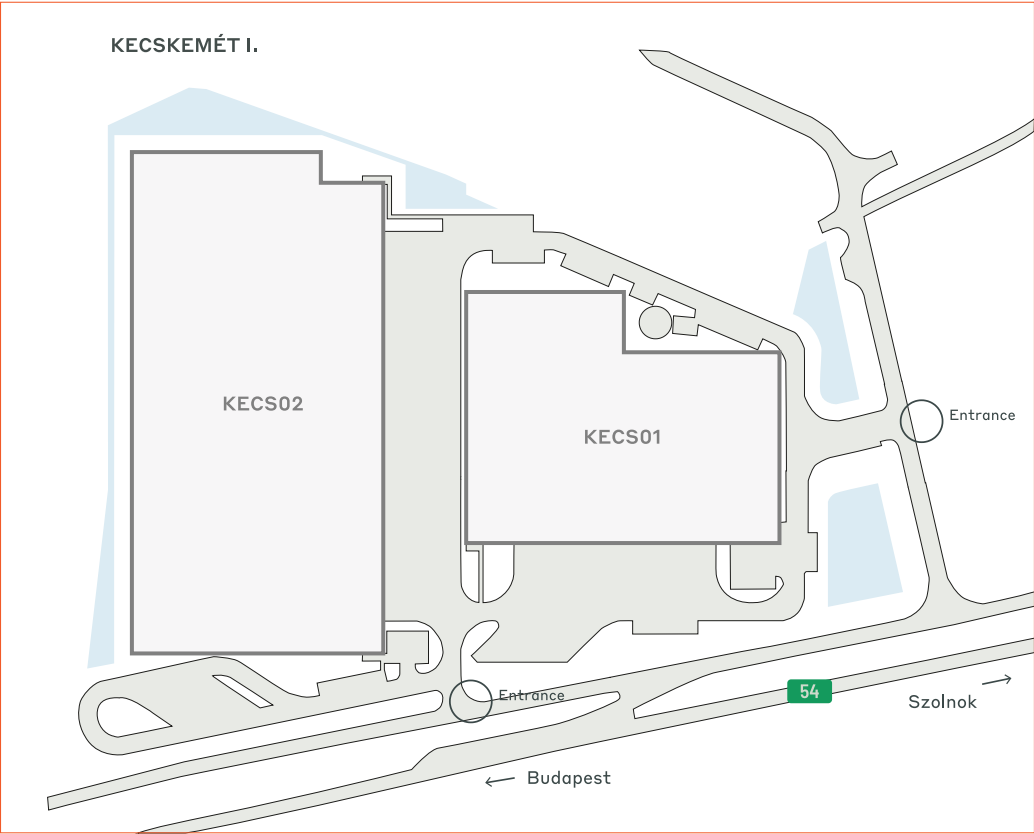 KECSKEMÉT I.
KECS02
Entrance
KECS01
Entrance
54
Szolnok →
← Budapest